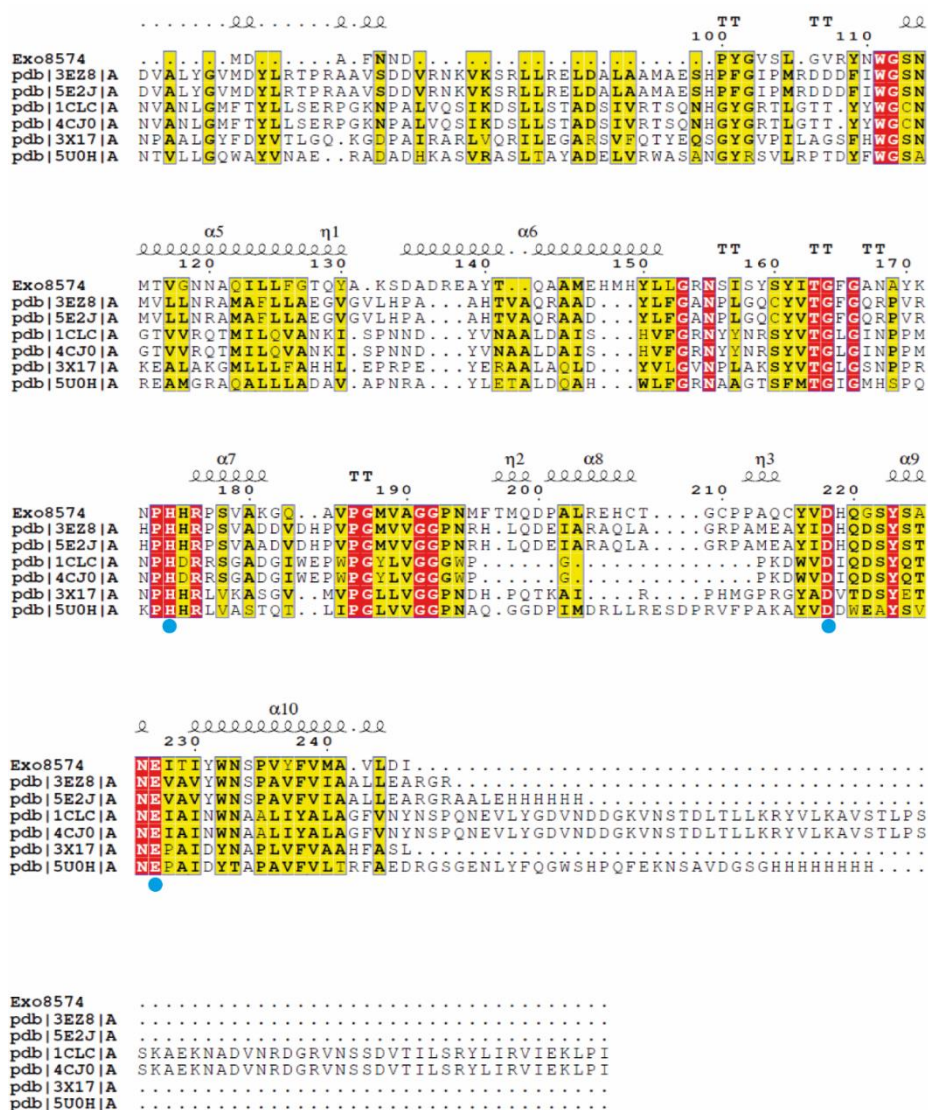 TT TT
100 110
Exo8574 .......MD......A.FNND.......................PYGVSL.GVRYNWGSN
pdb|3EZ8|A DVALYGVMDYLRTPRAAVSDDVRNKVKSRLLRELDALAAMAESHPFGIPMRDDDFIWGSN
pdb|5E2J|A DVALYGVMDYLRTPRAAVSDDVRNKVKSRLLRELDALAAMAESHPFGIPMRDDDFIWGSN
pdb|1CLC|A NVANLGMFTYLLSERPGKNPALVQSIKDSLLSTADSIVRTSQNHGYGRTLGTT.YYWGCN
pdb|4CJ0|A NVANLGMFTYLLSERPGKNPALVQSIKDSLLSTADSIVRTSQNHGYGRTLGTT.YYWGCN
pdb|3X17|A NPAALGYFDYVTLGQ.KGDPAIRARLVQRILEGARSVFQTYEQSGYGVPILAGSFHWGSN
pdb|5U0H|A NTVLLGQWAYVNAE..RADADHKASVRASLTAYADELVRWASANGYRSVLRPTDYFWGSA
α5 η1 α6 TT TT TT
120 130 140 150 160 170
Exo8574 MTVGNNAQILLFGTQYA.KSDADREAYT..QAAMEHMHYLLGRNSISYSYITGFGANAYK
pdb|3EZ8|A MVLLNRAMAFLLAEGVGVLHPA...AHTVAQRAAD...YLFGANPLGQCYVTGFGQRPVR
pdb|5E2J|A MVLLNRAMAFLLAEGVGVLHPA...AHTVAQRAAD...YLFGANPLGQCYVTGFGQRPVR
pdb|1CLC|A GTVVRQTMILQVANKI.SPNND...YVNAALDAIS...HVFGRNYYNRSYVTGLGINPPM
pdb|4CJ0|A GTVVRQTMILQVANKI.SPNND...YVNAALDAIS...HVFGRNYYNRSYVTGLGINPPM
pdb|3X17|A KEALAKGMLLLFAHHL.EPRPE...YERAALAQLD...YVLGVNPLAKSYVTGLGSNPPR
pdb|5U0H|A REAMGRAQALLLADAV.APNRA...YLETALDQAH...WLFGRNAAGTSFMTGIGMHSPQ
α7 TT η2 α8 η3 α9
180 190 200 210 220
Exo8574 NPHHRPSVAKGQ..AVPGMVAGGPNMFTMQDPALREHCT....GCPPAQCYVDHQGSYSA
pdb|3EZ8|A HPHHRPSVADDVDHPVPGMVVGGPNRH.LQDEIARAQLA....GRPAMEAYIDHQDSYST
pdb|5E2J|A HPHHRPSVAADVDHPVPGMVVGGPNRH.LQDEIARAQLA....GRPAMEAYIDHQDSYST
pdb|1CLC|A NPHDRRSGADGIWEPWPGYLVGGGWP......G..............PKDWVDIQDSYQT
pdb|4CJ0|A NPHDRRSGADGIWEPWPGYLVGGGWP......G..............PKDWVDIQDSYQT
pdb|3X17|A NPHHRLVKASGV..MVPGLLVGGPNDH.PQTKAI..R......PHMGPRGYADVTDSYET
pdb|5U0H|A KPHHRLVASTQT..LIPGLVVGGPNAQ.GGDPIMDRLLRESDPRVFPAKAYVDDWEAYSV
α10
230 240
Exo8574 NEITIYWNSPVYFVMA.VLDI.......................................
pdb|3EZ8|A NEVAVYWNSPAVFVIAALLEARGR....................................
pdb|5E2J|A NEVAVYWNSPAVFVIAALLEARGRAALEHHHHHH..........................
pdb|1CLC|A NEIAINWNAALIYALAGFVNYNSPQNEVLYGDVNDDGKVNSTDLTLLKRYVLKAVSTLPS
pdb|4CJ0|A NEIAINWNAALIYALAGFVNYNSPQNEVLYGDVNDDGKVNSTDLTLLKRYVLKAVSTLPS
pdb|3X17|A NEPAIDYNAPLVFVAAHFASL.......................................
pdb|5U0H|A NEPAIDYTAPAVFVLTRFAEDRGSGENLYFQGWSHPQFEKNSAVDGSGHHHHHHHH....
Exo8574 ....................................
pdb|3EZ8|A ....................................
pdb|5E2J|A ....................................
pdb|1CLC|A SKAEKNADVNRDGRVNSSDVTILSRYLIRVIEKLPI
pdb|4CJ0|A SKAEKNADVNRDGRVNSSDVTILSRYLIRVIEKLPI
pdb|3X17|A ....................................
pdb|5U0H|A ....................................